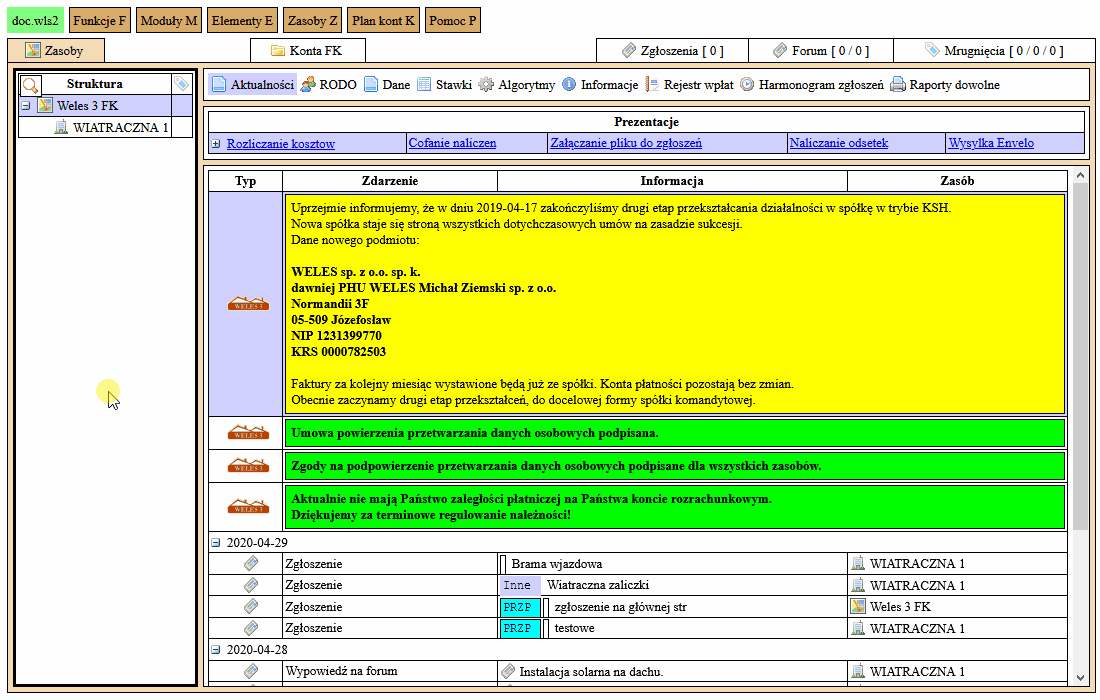 doc.wls2 Funkcje F Moduły M Elementy E Zasoby Z Plan kont K Pomoc P
Zasoby Konta FK Zgłoszenia [ 0 ] Forum [ 0 / 0 ] Mrugnięcia [ 0 / 0 / 0 ]
Struktura
Weles 3 FK
WIATRACZNA 1
Aktualności RODO Dane Stawki Algorytmy Informacje Rejestr wpłat Harmonogram zgłoszeń Raporty dowolne
Prezentacje
Rozliczanie kosztow Cofanie naliczen Załączanie pliku do zgłoszeń Naliczanie odsetek Wysylka Envelo
Typ Zdarzenie Informacja Zasób
WELES 3
Uprzejmie informujemy, że w dniu 2019-04-17 zakończyliśmy drugi etap przekształcania działalności w spółkę w trybie KSH.
Nowa spółka staje się stroną wszystkich dotychczasowych umów na zasadzie sukcesji.
Dane nowego podmiotu:
WELES sp. z o.o. sp. k.
dawniej PHU WELES Michał Ziemski sp. z o.o.
Normandii 3F
05-509 Józefosław
NIP 1231399770
KRS 0000782503
Faktury za kolejny miesiąc wystawione będą już ze spółki. Konta płatności pozostają bez zmian.
Obecnie zaczynamy drugi etap przekształceń, do docelowej formy spółki komandytowej.
WELES 3 Umowa powierzenia przetwarzania danych osobowych podpisana.
WELES 3 Zgody na podpowierzenie przetwarzania danych osobowych podpisane dla wszystkich zasobów.
WELES 3 Aktualnie nie mają Państwo zaległości płatniczej na Państwa koncie rozrachunkowym.
Dziękujemy za terminowe regulowanie należności!
2020-04-29
Zgłoszenie Brama wjazdowa WIATRACZNA 1
Zgłoszenie Inne Wiatraczna zaliczki WIATRACZNA 1
Zgłoszenie PRZP zgłoszenie na głównej str Weles 3 FK
Zgłoszenie PRZP testowe WIATRACZNA 1
2020-04-28
Wypowiedź na forum Instalacja solarna na dachu. WIATRACZNA 1